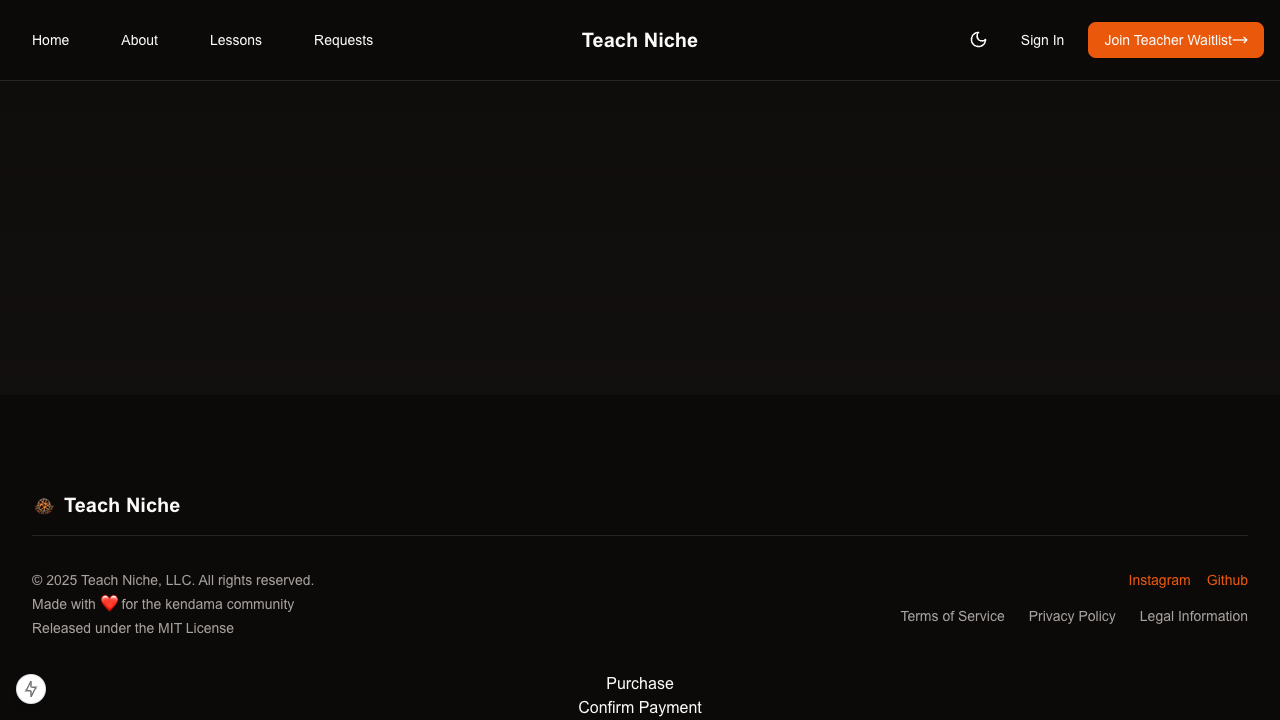 Home About Lessons Requests Teach Niche Sign In Join Teacher Waitlist→
Teach Niche
© 2025 Teach Niche, LLC. All rights reserved.
Made with ❤️ for the kendama community
Released under the MIT License
Instagram Github
Terms of Service Privacy Policy Legal Information
Purchase
Confirm Payment